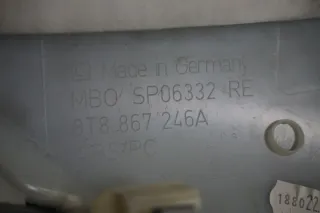 Made in Germany
MBO SP06332 RE
8T8 867 246A
188022